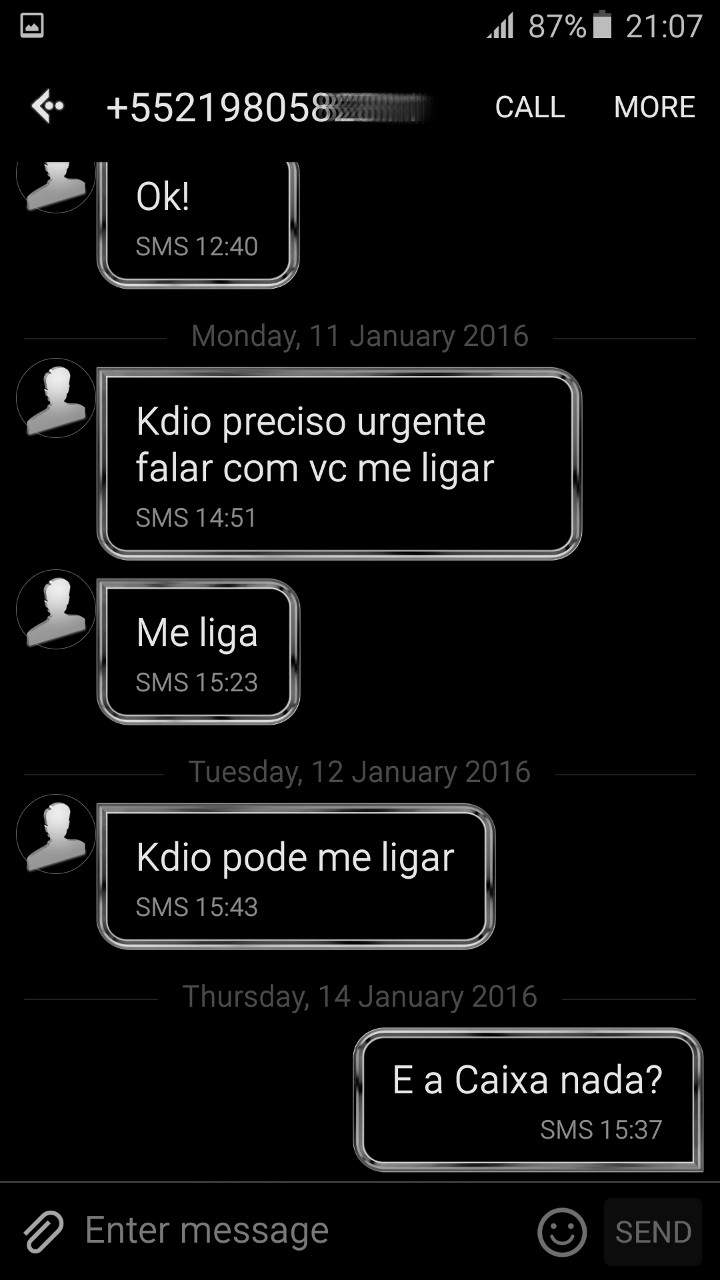 87% 21:07
+552198058
CALL MORE
Ok!
SMS 12:40
Monday, 11 January 2016
Kdio preciso urgente
falar com vc me ligar
SMS 14:51
Me liga
SMS 15:23
Tuesday, 12 January 2016
Kdio pode me ligar
SMS 15:43
Thursday, 14 January 2016
E a Caixa nada?
SMS 15:37
Enter message
SEND